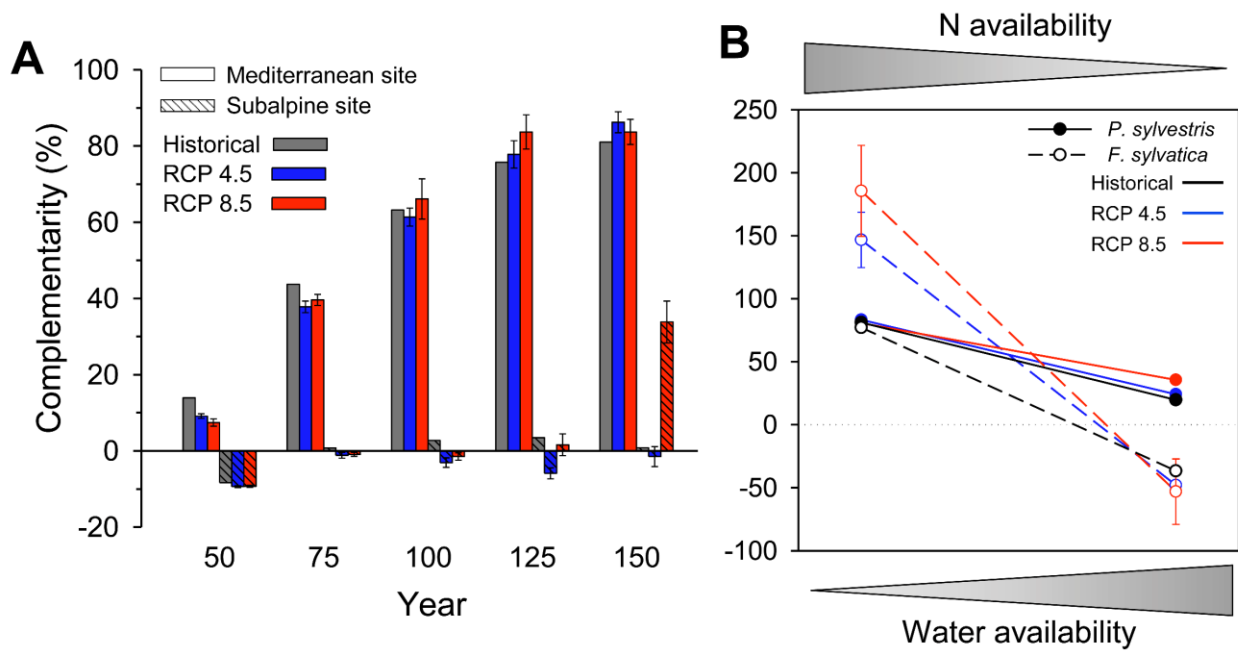 A
Complementarity (%)
100
80
60
40
20
0
-20
Mediterranean site
Subalpine site
Historical
RCP 4.5
RCP 8.5
50 75 100 125 150
Year
B
N availability
250
200
150
100
50
0
-50
-100
P. sylvestris
F. sylvatica
Historical
RCP 4.5
RCP 8.5
Water availability